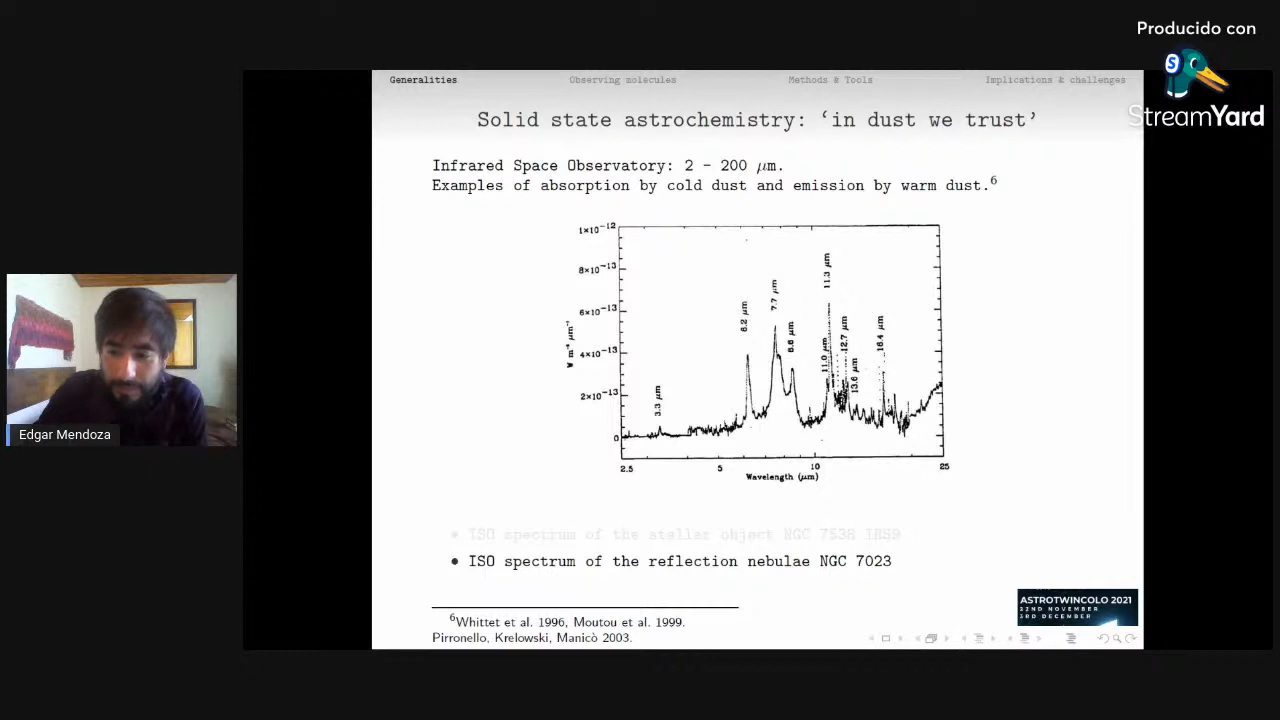 Producido con
StreamYard
Generalities
Observing molecules
Methods & Tools
Implications & challenges
Solid state astrochemistry: ‘in dust we trust’
Infrared Space Observatory: 2 – 200 μm.
Examples of absorption by cold dust and emission by warm dust.⁶
1×10⁻¹²
8×10⁻¹³
6×10⁻¹³
4×10⁻¹³
2×10⁻¹³
0
3.3 μm
6.2 μm
7.7 μm
8.6 μm
11.0 μm
11.3 μm
12.7 μm
13.6 μm
16.4 μm
2.5
5
10
25
Wavelength (μm)
• ISO spectrum of the stellar object NGC 7538 IRS9
• ISO spectrum of the reflection nebulae NGC 7023
⁶Whittet et al. 1996, Moutou et al. 1999.
Pirronello, Krelowski, Manicò 2003.
ASTROTWINCOLO 2021
22ND NOVEMBER
3RD DECEMBER
Edgar Mendoza